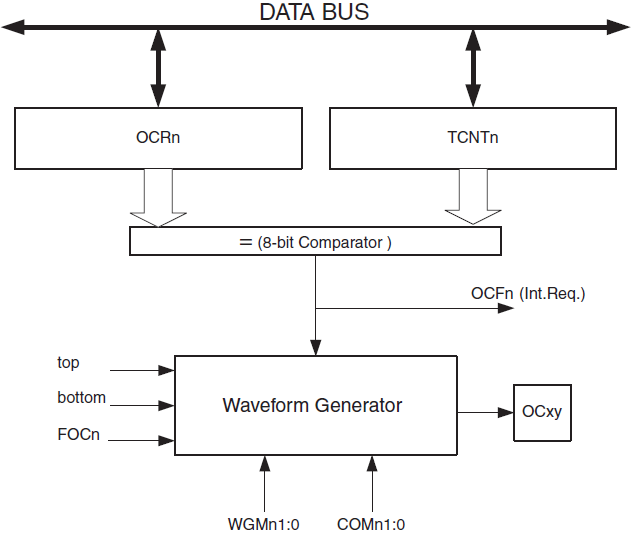 DATA BUS
OCRn
TCNTn
= (8-bit Comparator )
OCFn (Int.Req.)
top
bottom
FOCn
Waveform Generator
OCxy
WGMn1:0
COMn1:0